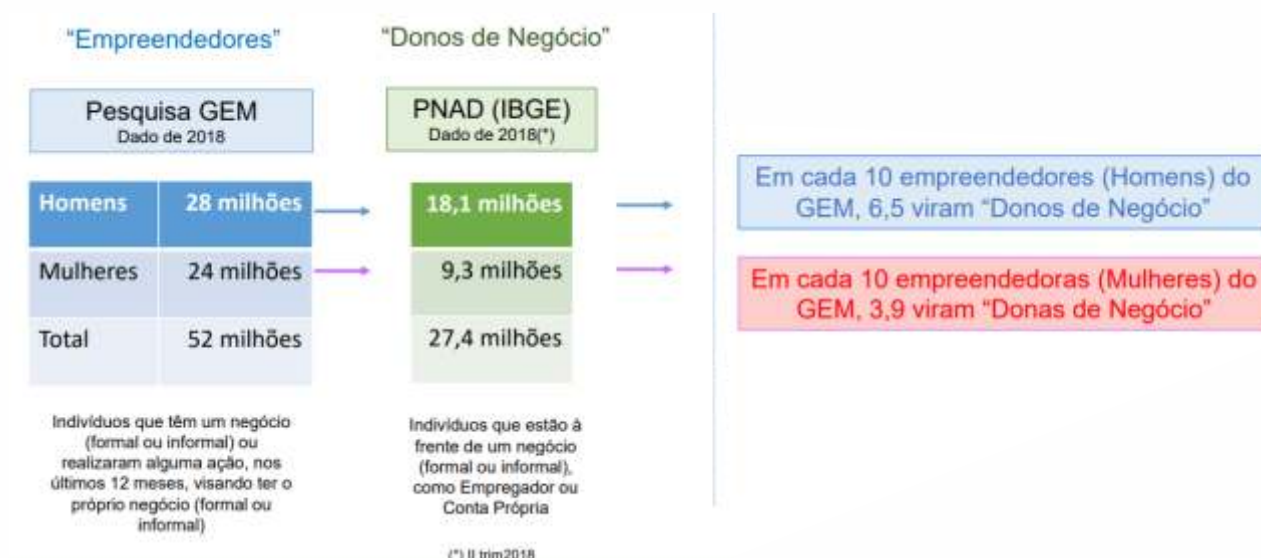 “Empreendedores”
“Donos de Negócio”
Pesquisa GEM
Dado de 2018
PNAD (IBGE)
Dado de 2018(*)
Homens 28 milhões 18,1 milhões
Mulheres 24 milhões 9,3 milhões
Total 52 milhões 27,4 milhões
Em cada 10 empreendedores (Homens) do
GEM, 6,5 viram “Donos de Negócio”
Em cada 10 empreendedoras (Mulheres) do
GEM, 3,9 viram “Donas de Negócio”
Indivíduos que têm um negócio
(formal ou informal) ou
realizaram alguma ação, nos
últimos 12 meses, visando ter o
próprio negócio (formal ou
informal)
Indivíduos que estão à
frente de um negócio
(formal ou informal),
como Empregador ou
Conta Própria
(*) II trim2018